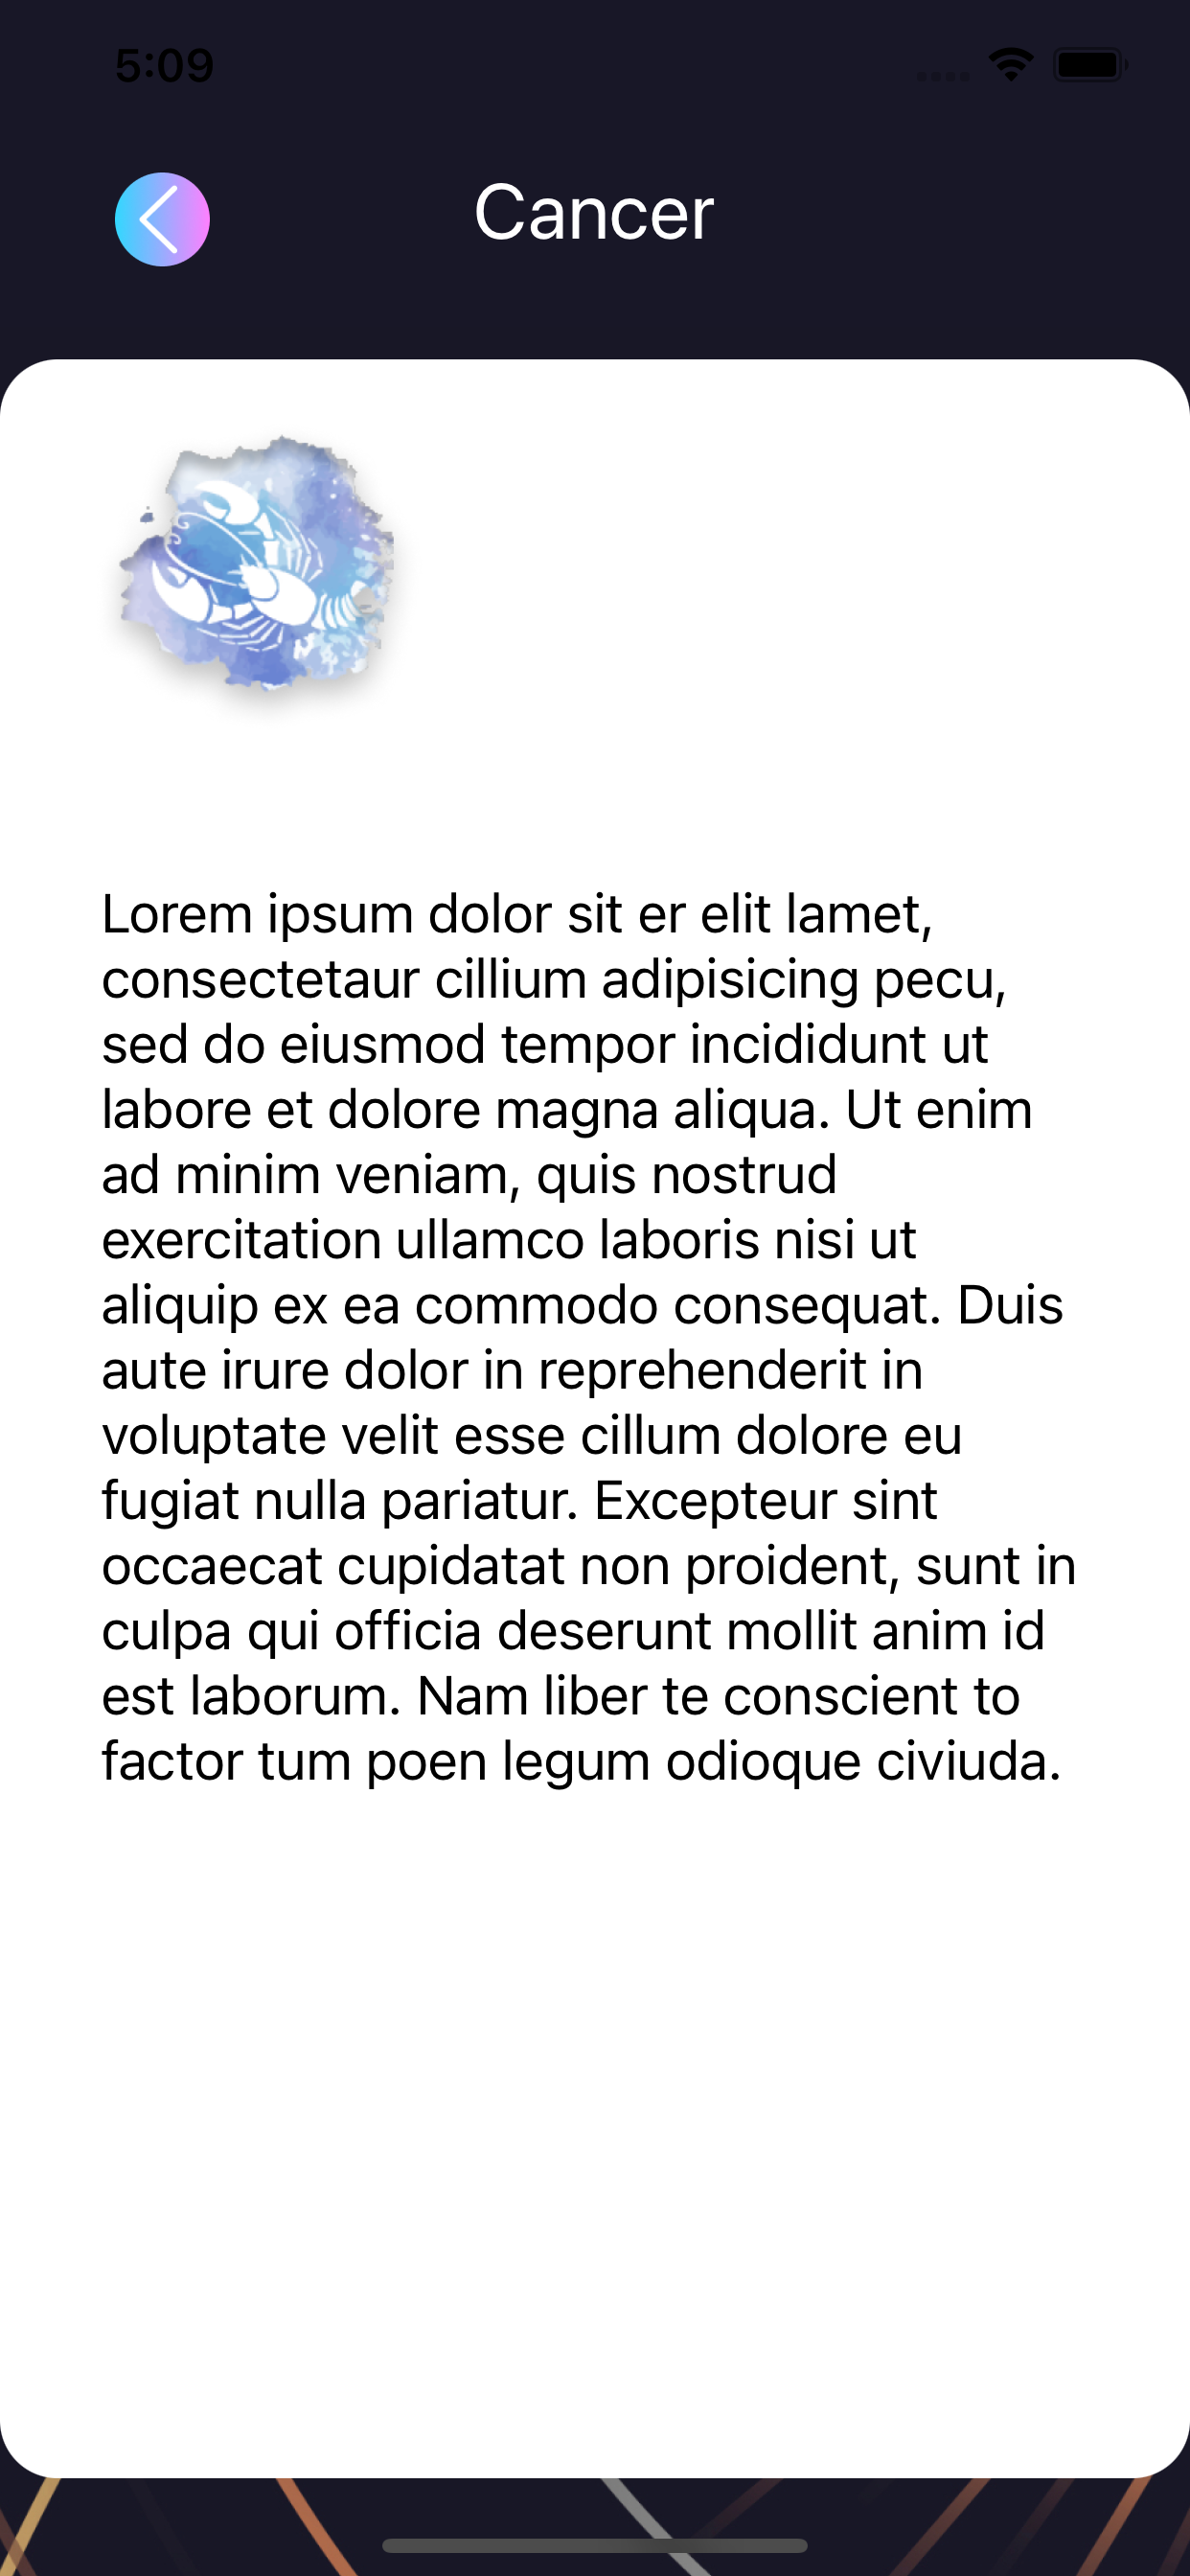 5:09
Cancer
Lorem ipsum dolor sit er elit lamet,
consectetaur cillium adipisicing pecu,
sed do eiusmod tempor incididunt ut
labore et dolore magna aliqua. Ut enim
ad minim veniam, quis nostrud
exercitation ullamco laboris nisi ut
aliquip ex ea commodo consequat. Duis
aute irure dolor in reprehenderit in
voluptate velit esse cillum dolore eu
fugiat nulla pariatur. Excepteur sint
occaecat cupidatat non proident, sunt in
culpa qui officia deserunt mollit anim id
est laborum. Nam liber te conscient to
factor tum poen legum odioque civiuda.